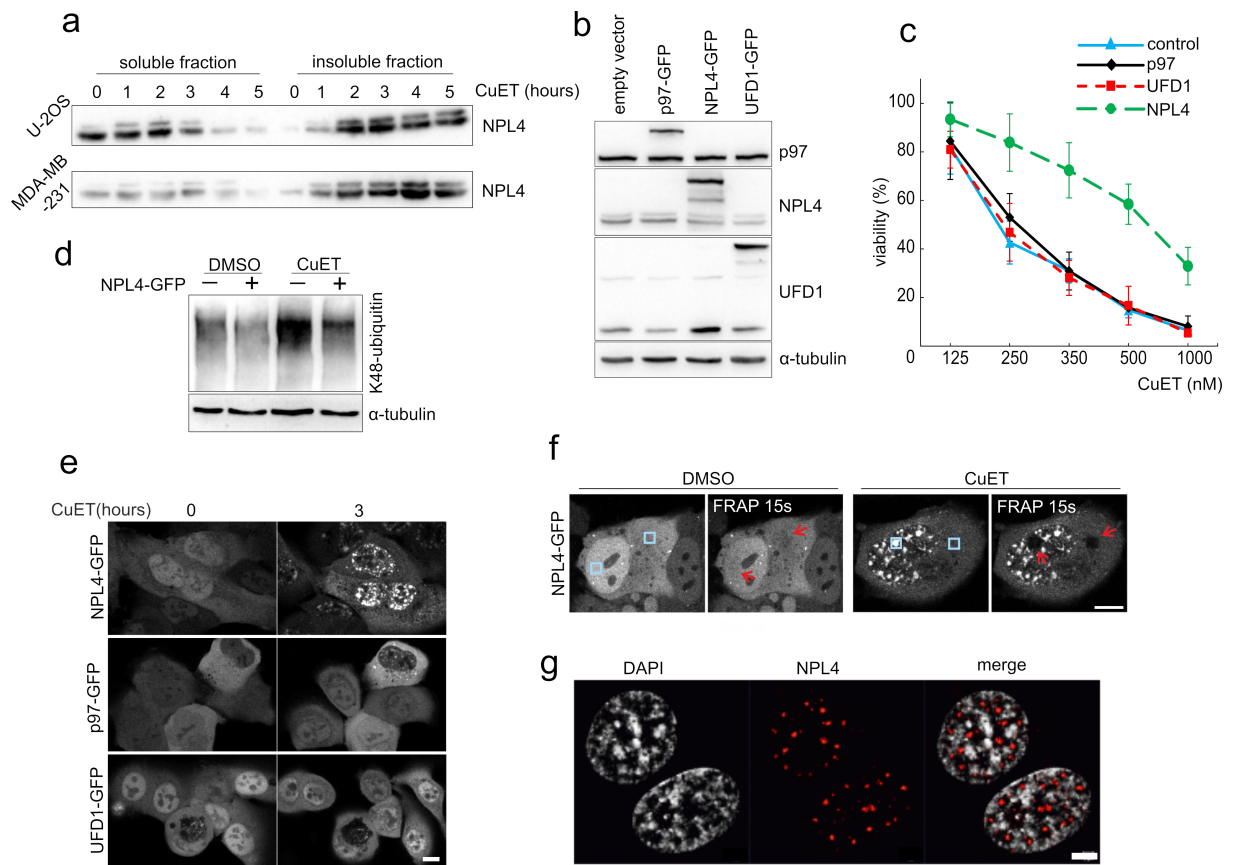 a
soluble fraction insoluble fraction
0 1 2 3 4 5 0 1 2 3 4 5 CuET (hours)
U-2OS
NPL4
MDA-MB
-231
NPL4
b
empty vector
p97-GFP
NPL4-GFP
UFD1-GFP
p97
NPL4
UFD1
α-tubulin
c
control
p97
UFD1
NPL4
viability (%)
100
80
60
40
20
0 125 250 350 500 1000
CuET (nM)
d
DMSO CuET
NPL4-GFP − + − +
K48-ubiquitin
α-tubulin
e
CuET(hours) 0 3
NPL4-GFP
p97-GFP
UFD1-GFP
f
DMSO CuET
NPL4-GFP
FRAP 15s FRAP 15s
g
DAPI NPL4 merge